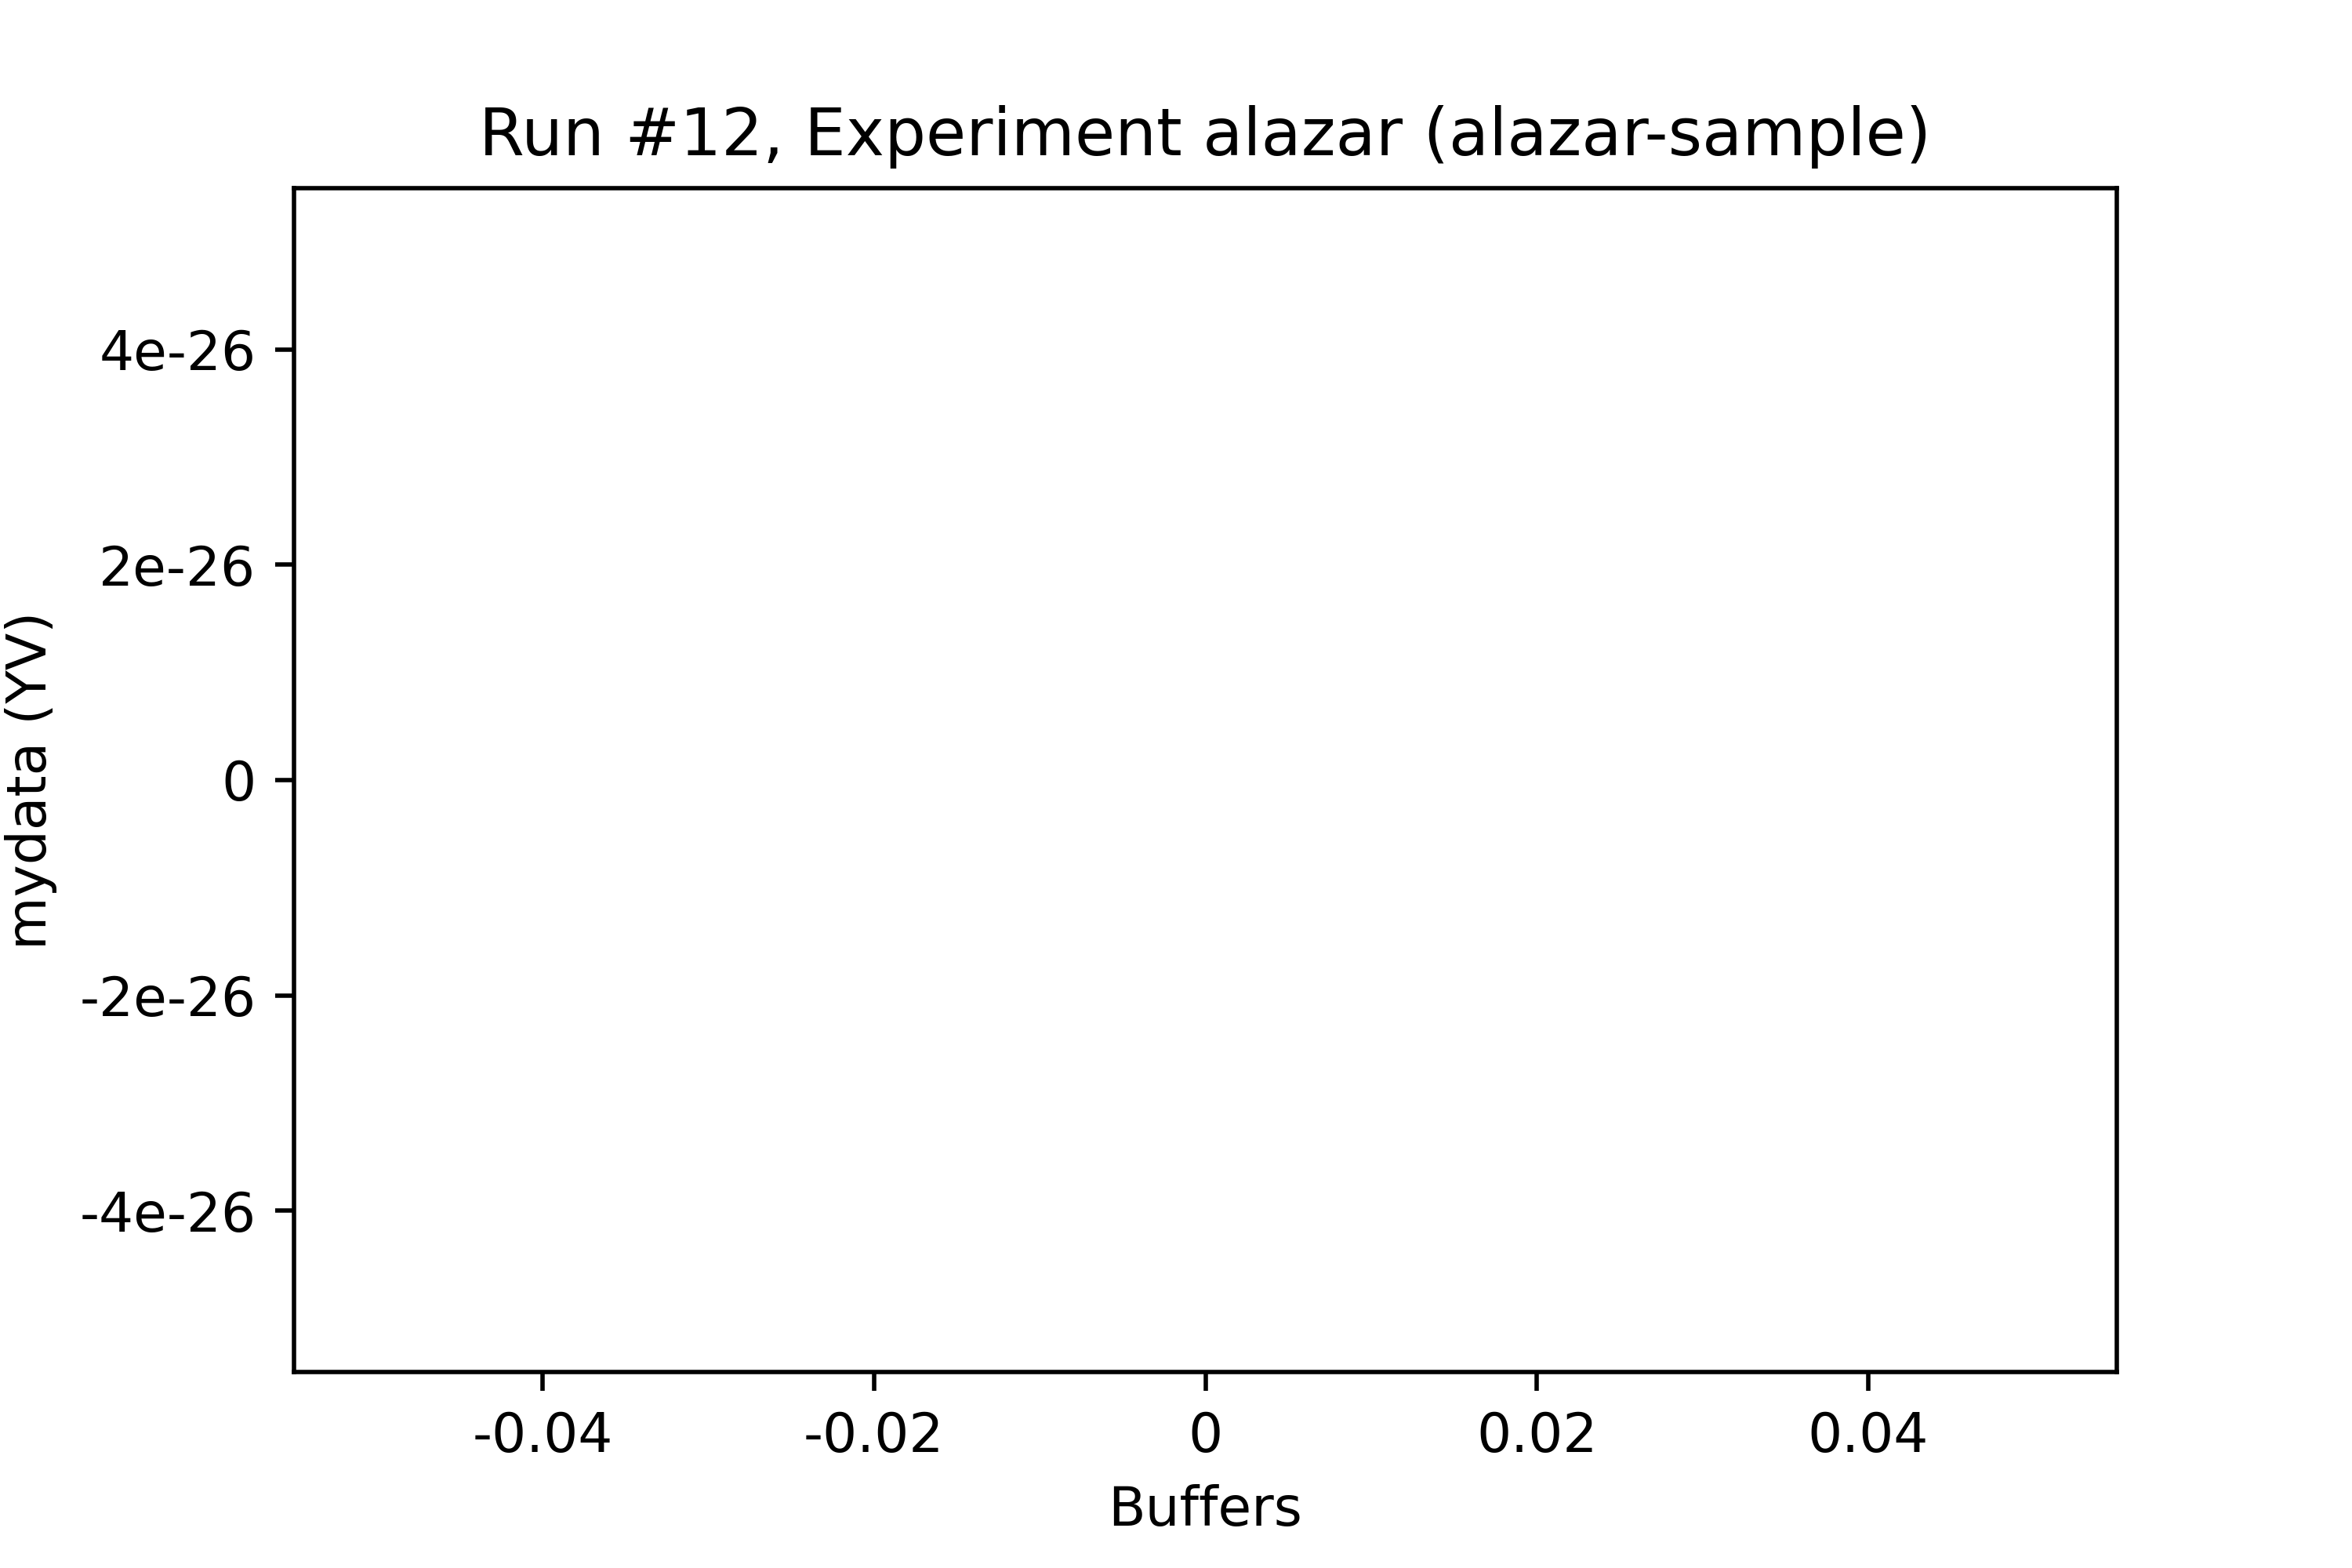 Run #12, Experiment alazar (alazar-sample)
mydata (YV)
4e-26
2e-26
0
-2e-26
-4e-26
-0.04
-0.02
0
0.02
0.04
Buffers